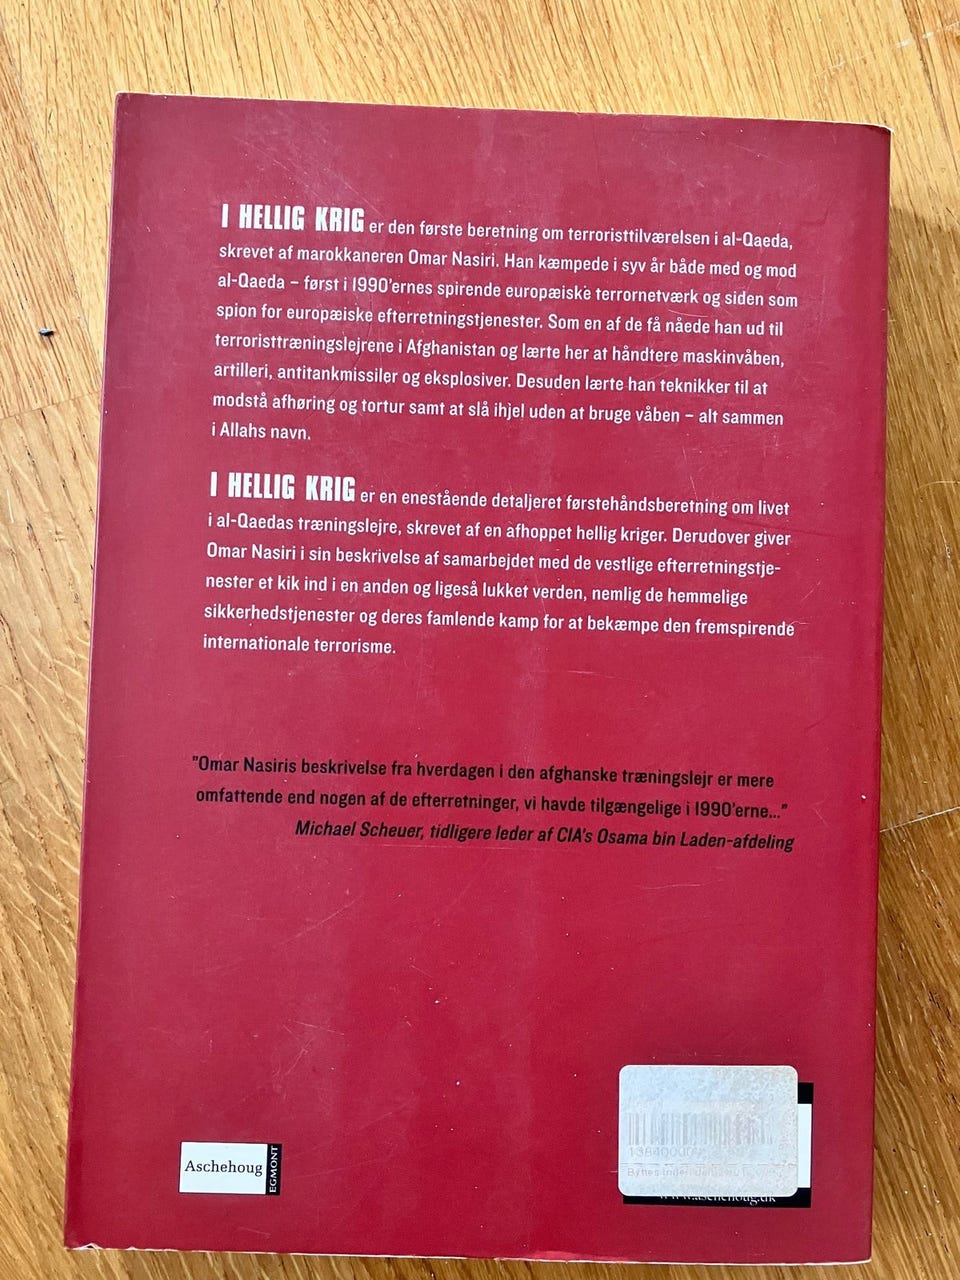 I HELLIG KRIG er den første beretning om terroristtilværelsen i al-Qaeda,
skrevet af marokkaneren Omar Nasiri. Han kæmpede i syv år både med og mod
al-Qaeda – først i 1990'ernes spirende europæiske terrornetværk og siden som
spion for europæiske efterretningstjenester. Som en af de få nåede han ud til
terroristtræningslejrene i Afghanistan og lærte her at håndtere maskinvåben,
artilleri, antitankmissiler og eksplosiver. Desuden lærte han teknikker til at
modstå afhøring og tortur samt at slå ihjel uden at bruge våben – alt sammen
i Allahs navn.
I HELLIG KRIG er en enestående detaljeret førstehåndsberetning om livet
i al-Qaedas træningslejre, skrevet af en afhoppet hellig kriger. Derudover giver
Omar Nasiri i sin beskrivelse af samarbejdet med de vestlige efterretningstje-
nester et kik ind i en anden og ligeså lukket verden, nemlig de hemmelige
sikkerhedstjenester og deres famlende kamp for at bekæmpe den fremspirende
internationale terrorisme.
"Omar Nasiris beskrivelse fra hverdagen i den afghanske træningslejr er mere
omfattende end nogen af de efterretninger, vi havde tilgængelige i 1990'erne..."
Michael Scheuer, tidligere leder af CIA's Osama bin Laden-afdeling
Aschehoug
EGMONT
www.aschehoug.dk